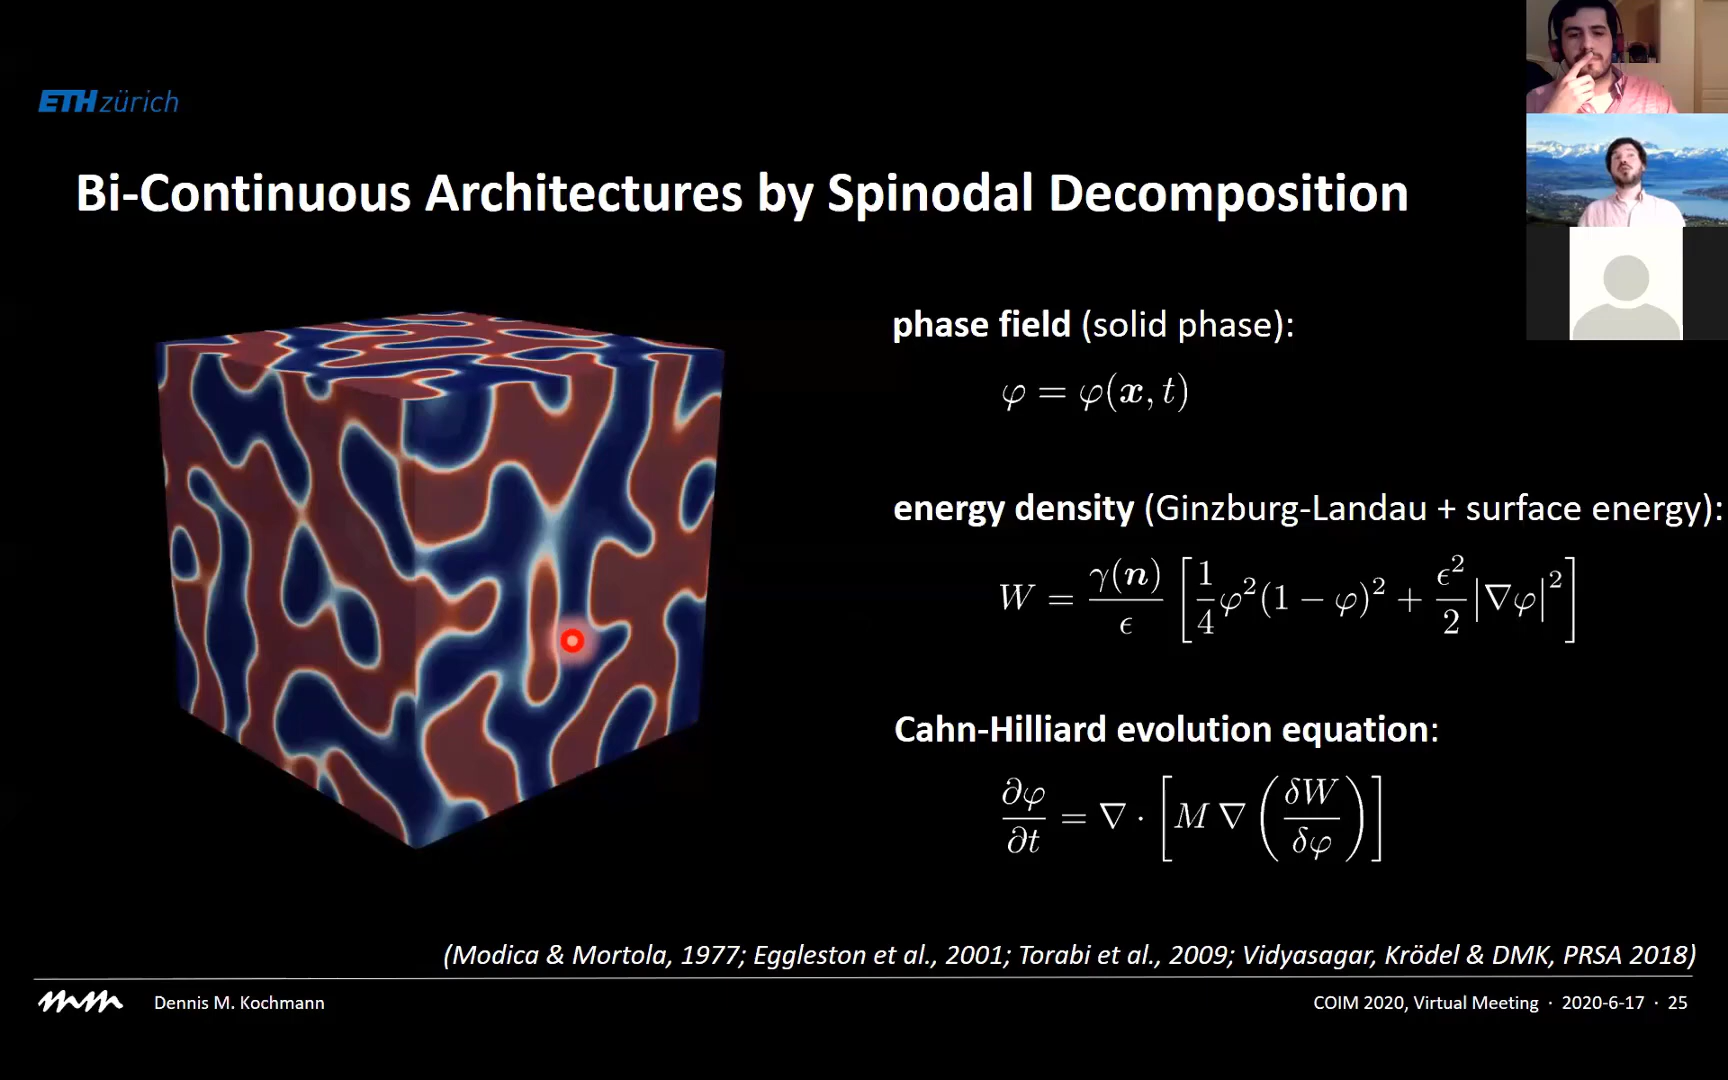 ETH zürich
Bi-Continuous Architectures by Spinodal Decomposition
phase field (solid phase):
φ = φ(x, t)
energy density (Ginzburg-Landau + surface energy):
W = γ(n)/ϵ [1/4 φ²(1 − φ)² + ϵ²/2 |∇φ|²]
Cahn-Hilliard evolution equation:
∂φ/∂t = ∇ · [M ∇ (δW/δφ)]
(Modica & Mortola, 1977; Eggleston et al., 2001; Torabi et al., 2009; Vidyasagar, Krödel & DMK, PRSA 2018)
Dennis M. Kochmann
COIM 2020, Virtual Meeting · 2020-6-17 · 25